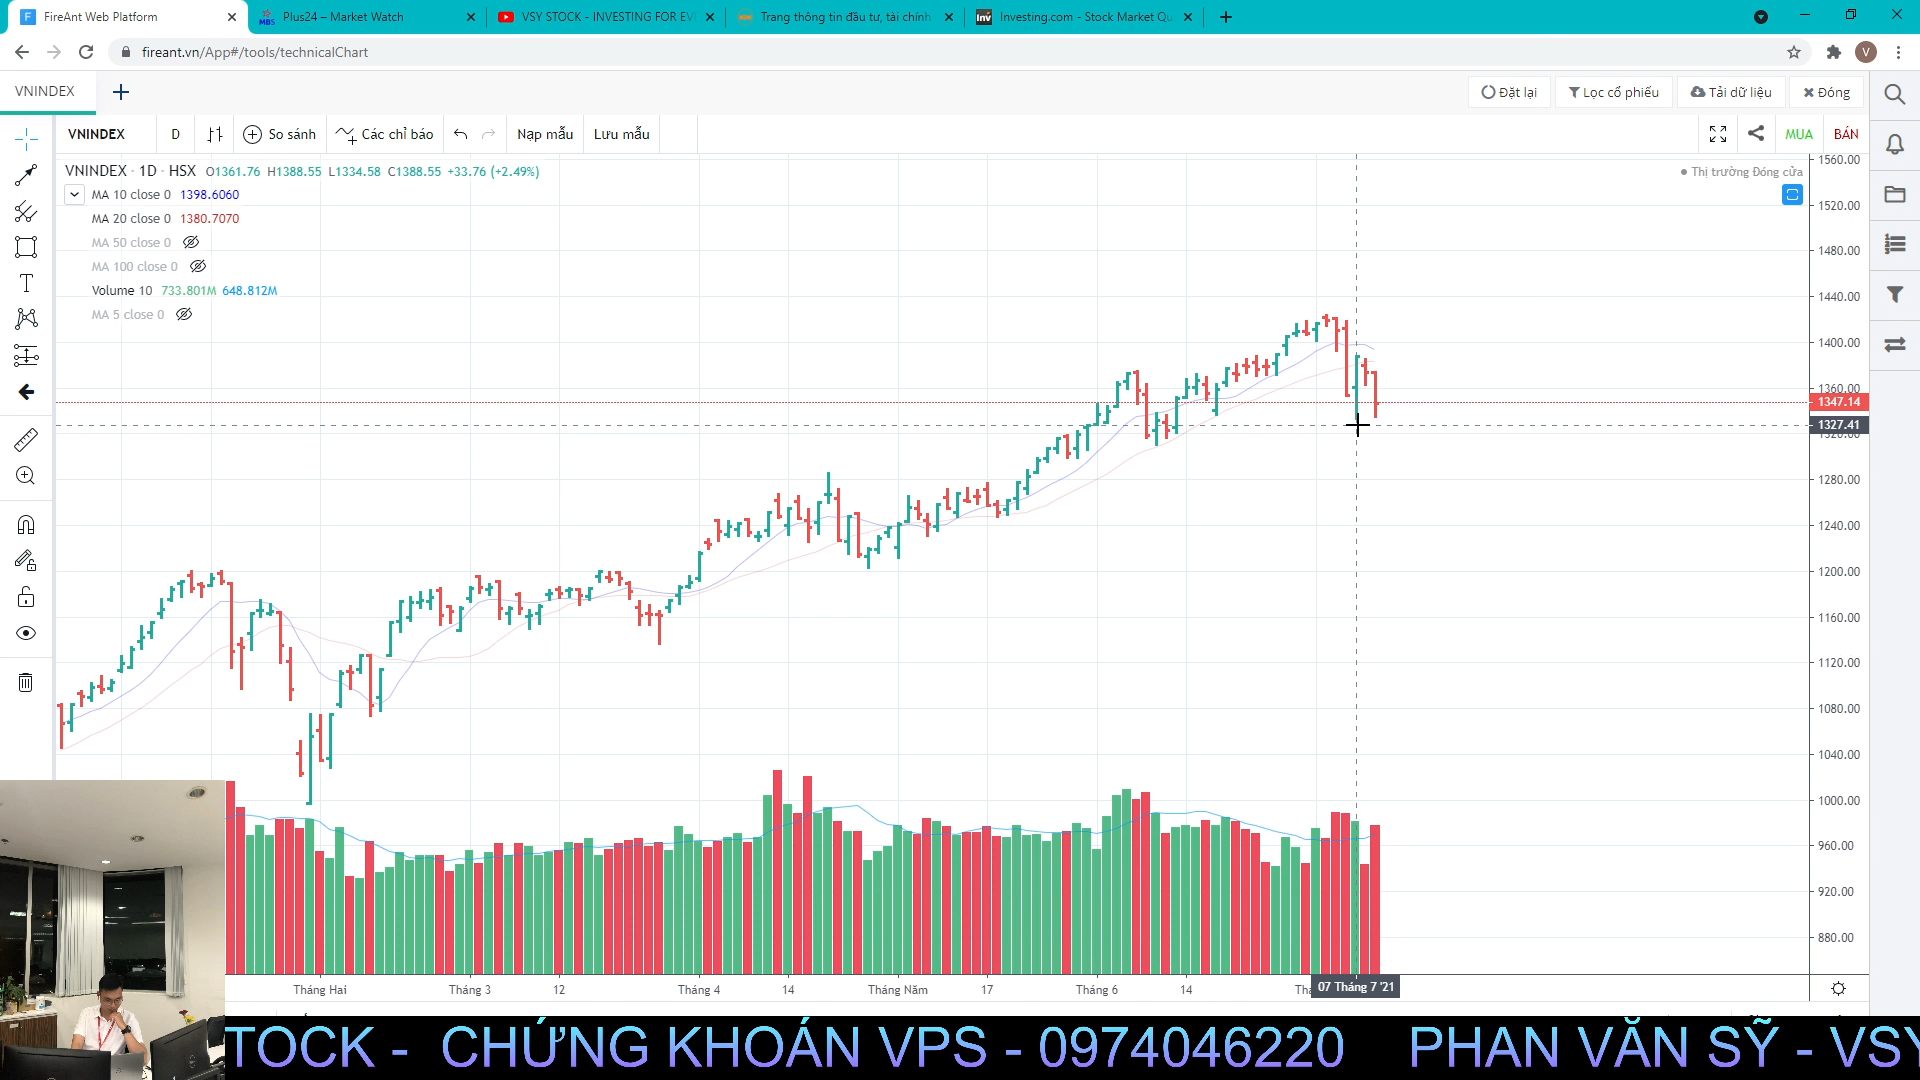 FireAnt Web Platform
MBS Plus24 – Market Watch
VSY STOCK - INVESTING FOR EV
Trang thông tin đầu tư, tài chính
Inv Investing.com - Stock Market Qu
fireant.vn/App#/tools/technicalChart
V
VNINDEX
Đặt lại
Lọc cổ phiếu
Tải dữ liệu
Đóng
VNINDEX
D
So sánh
Các chỉ báo
Nạp mẫu
Lưu mẫu
MUA
BÁN
VNINDEX · 1D · HSX O1361.76 H1388.55 L1334.58 C1388.55 +33.76 (+2.49%)
Thị trường Đóng cửa
MA 10 close 0 1398.6060
MA 20 close 0 1380.7070
MA 50 close 0
MA 100 close 0
Volume 10 733.801M 648.812M
MA 5 close 0
1560.00
1520.00
1480.00
1440.00
1400.00
1360.00
1347.14
1327.41
1320.00
1280.00
1240.00
1200.00
1160.00
1120.00
1080.00
1040.00
1000.00
960.00
920.00
880.00
Tháng Hai
Tháng 3
12
Tháng 4
14
Tháng Năm
17
Tháng 6
14
Th
07 Tháng 7 '21
TOCK - CHỨNG KHOÁN VPS - 0974046220 PHAN VĂN SỸ - VSY